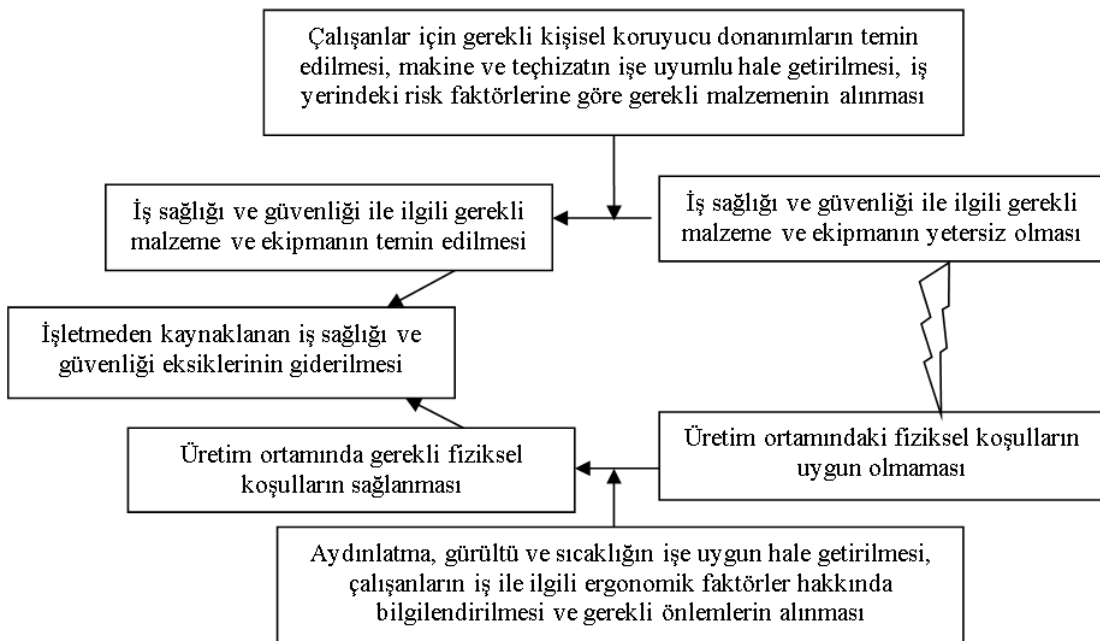 Çalışanlar için gerekli kişisel koruyucu donanımların temin
edilmesi, makine ve teçhizatın işe uyumlu hale getirilmesi, iş
yerindeki risk faktörlerine göre gerekli malzemenin alınması
İş sağlığı ve güvenliği ile ilgili gerekli
malzeme ve ekipmanın temin edilmesi
İş sağlığı ve güvenliği ile ilgili gerekli
malzeme ve ekipmanın yetersiz olması
İşletmeden kaynaklanan iş sağlığı ve
güvenliği eksiklerinin giderilmesi
Üretim ortamında gerekli fiziksel
koşulların sağlanması
Üretim ortamındaki fiziksel koşulların
uygun olmaması
Aydınlatma, gürültü ve sıcaklığın işe uygun hale getirilmesi,
çalışanların iş ile ilgili ergonomik faktörler hakkında
bilgilendirilmesi ve gerekli önlemlerin alınması